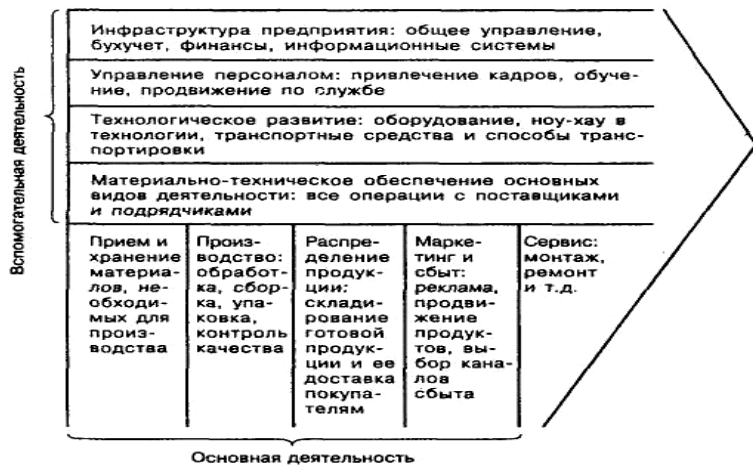 Вспомогательная деятельность
Инфраструктура предприятия: общее управление,
бухучет, финансы, информационные системы
Управление персоналом: привлечение кадров, обуче-
ние, продвижение по службе
Технологическое развитие: оборудование, ноу-хау в
технологии, транспортные средства и способы транс-
портировки
Материально-техническое обеспечение основных
видов деятельности: все операции с поставщиками
и подрядчиками
Прием и
хранение
материа-
лов, не-
обходи-
мых для
произ-
водства
Произ-
водство:
обработ-
ка, сбор-
ка, упа-
ковка,
контроль
качества
Распре-
деление
продук-
ции:
склади-
рование
готовой
продук-
ции и ее
доставка
покупа-
телям
Марке-
тинг и
сбыт:
реклама,
продви-
жение
продук-
тов, вы-
бор кана-
лов
сбыта
Сервис:
монтаж,
ремонт
и т.д.
Основная деятельность